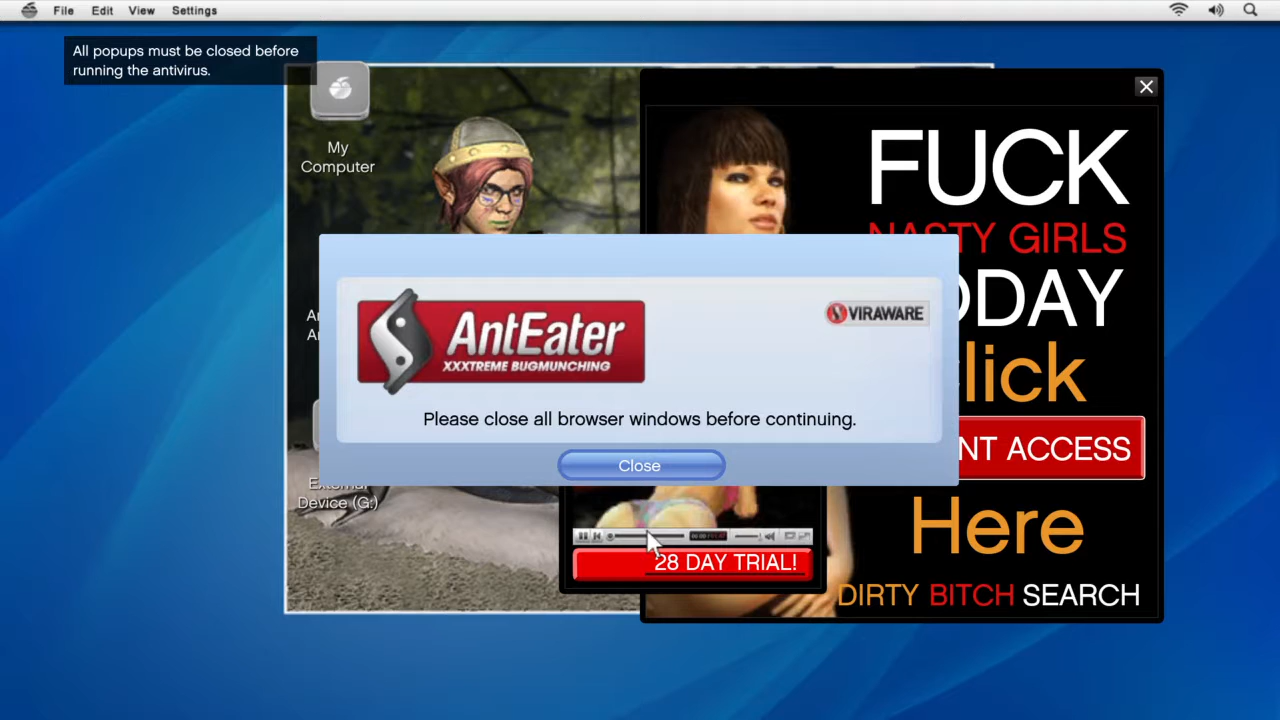 File Edit View Settings
All popups must be closed before
running the antivirus.
My
Computer
FUCK
NASTY GIRLS
ODAY
lick
NT ACCESS
Here
DIRTY BITCH SEARCH
AntEater
XXXTREME BUGMUNCHING
VIRAWARE
Please close all browser windows before continuing.
Close
External
Device (G:)
28 DAY TRIAL!